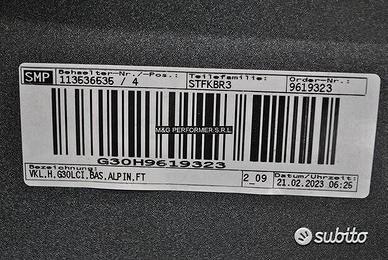 SMP
Behaelter-Nr./-Pos.: Teilefamilie: Order-Nr.:
113636635 / 4 STFKBR3 9619323
M&G PERFORMER S.R.L
G30H9619323
Bezeichnung: Datum/Uhrzeit:
VKL,H,G30LCI,BAS,ALPIN,FT 2 09 21.02.2023 06:26
subito